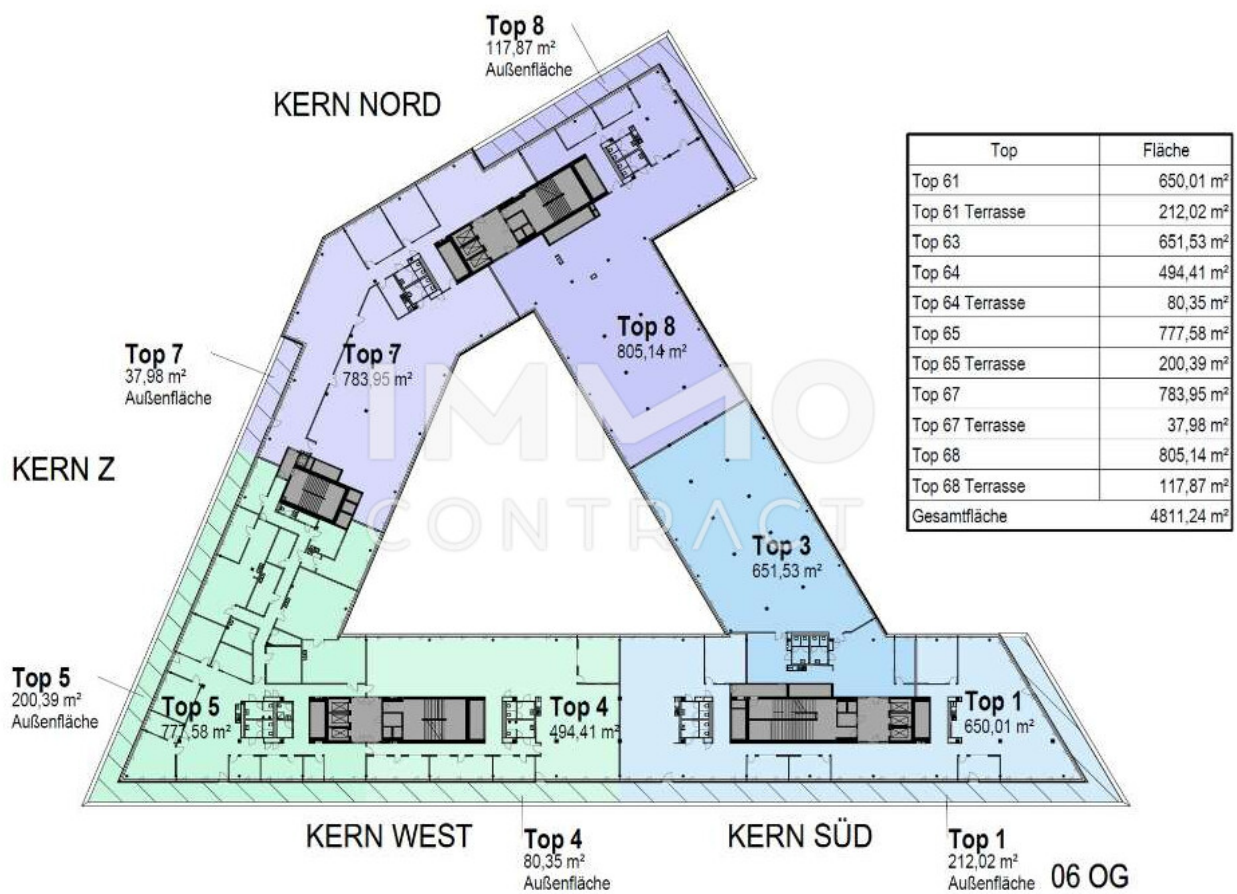 Top 8
117,87 m²
Außenfläche
KERN NORD
Top Fläche
Top 61 650,01 m²
Top 61 Terrasse 212,02 m²
Top 63 651,53 m²
Top 64 494,41 m²
Top 64 Terrasse 80,35 m²
Top 65 777,58 m²
Top 65 Terrasse 200,39 m²
Top 67 783,95 m²
Top 67 Terrasse 37,98 m²
Top 68 805,14 m²
Top 68 Terrasse 117,87 m²
Gesamtfläche 4811,24 m²
Top 8
805,14 m²
Top 7
37,98 m²
Außenfläche
Top 7
783,95 m²
IMMO
CONTRACT
KERN Z
Top 3
651,53 m²
Top 5
200,39 m²
Außenfläche
Top 5
777,58 m²
Top 4
494,41 m²
Top 1
650,01 m²
KERN WEST
Top 4
80,35 m²
Außenfläche
KERN SÜD
Top 1
212,02 m²
Außenfläche
06 OG